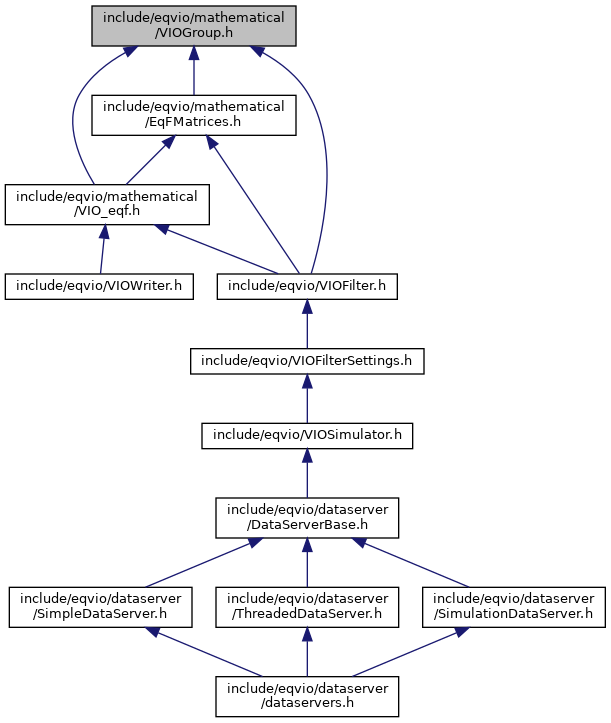 include/eqvio/mathematical
/VIOGroup.h
include/eqvio/mathematical
/EqFMatrices.h
include/eqvio/mathematical
/VIO_eqf.h
include/eqvio/VIOWriter.h
include/eqvio/VIOFilter.h
include/eqvio/VIOFilterSettings.h
include/eqvio/VIOSimulator.h
include/eqvio/dataserver
/DataServerBase.h
include/eqvio/dataserver
/SimpleDataServer.h
include/eqvio/dataserver
/ThreadedDataServer.h
include/eqvio/dataserver
/SimulationDataServer.h
include/eqvio/dataserver
/dataservers.h